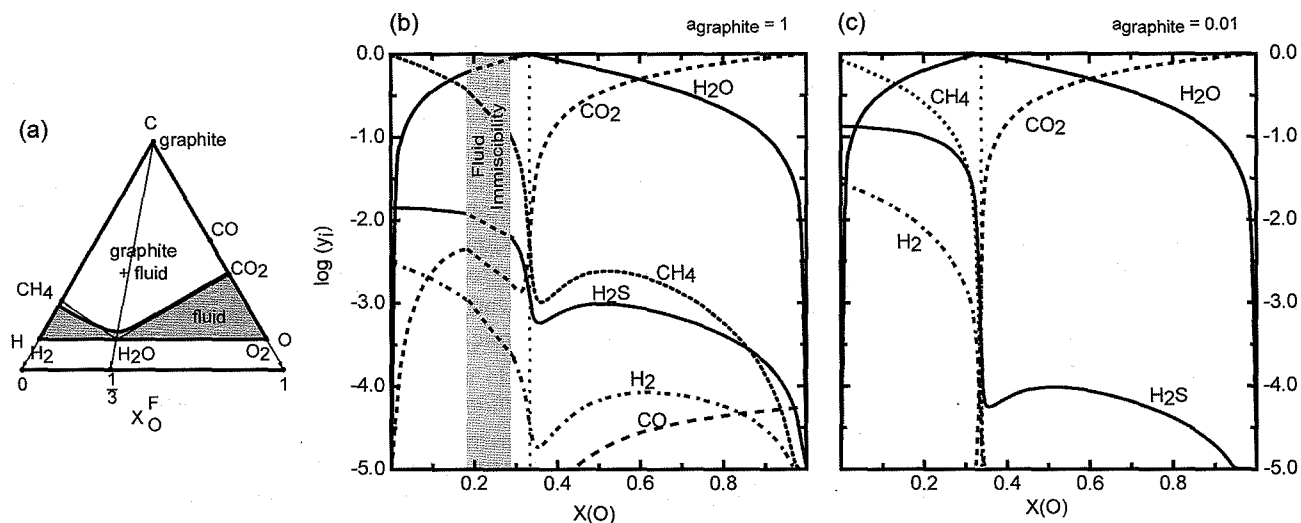 (a)
C
graphite
CO
graphite
+ fluid
CO2
CH4
fluid
H
H2
H2O
O2
O
0
1
3
1
X F O
(b)
agraphite = 1
0.0
-1.0
-2.0
-3.0
-4.0
-5.0
log (yi)
Fluid
Immiscibility
H2O
CO2
CH4
H2S
H2
CO
0.2
0.4
0.6
0.8
X(O)
(c)
agraphite = 0.01
CH4
H2O
CO2
H2
H2S
0.0
-1.0
-2.0
-3.0
-4.0
-5.0
0.2
0.4
0.6
0.8
X(O)